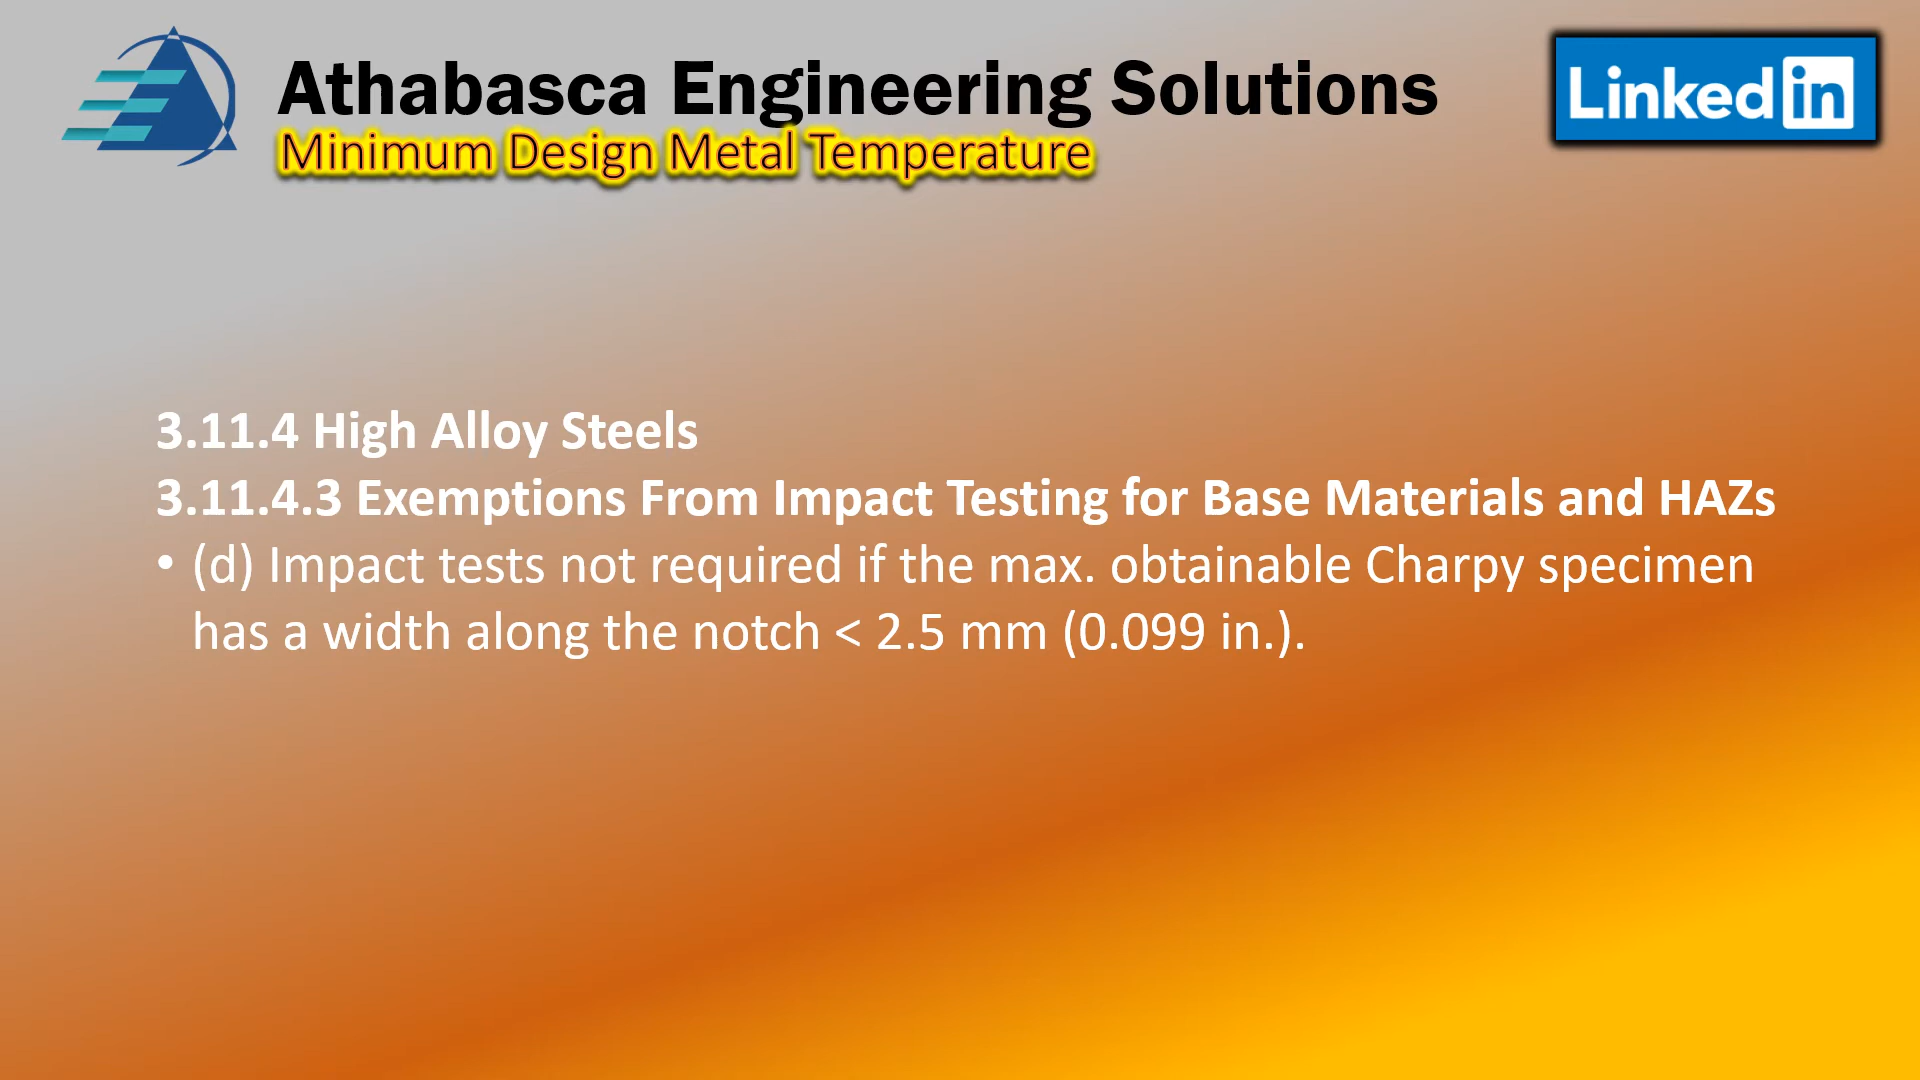 Athabasca Engineering Solutions
Linked in
Minimum Design Metal Temperature
3.11.4 High Alloy Steels
3.11.4.3 Exemptions From Impact Testing for Base Materials and HAZs
• (d) Impact tests not required if the max. obtainable Charpy specimen
has a width along the notch < 2.5 mm (0.099 in.).